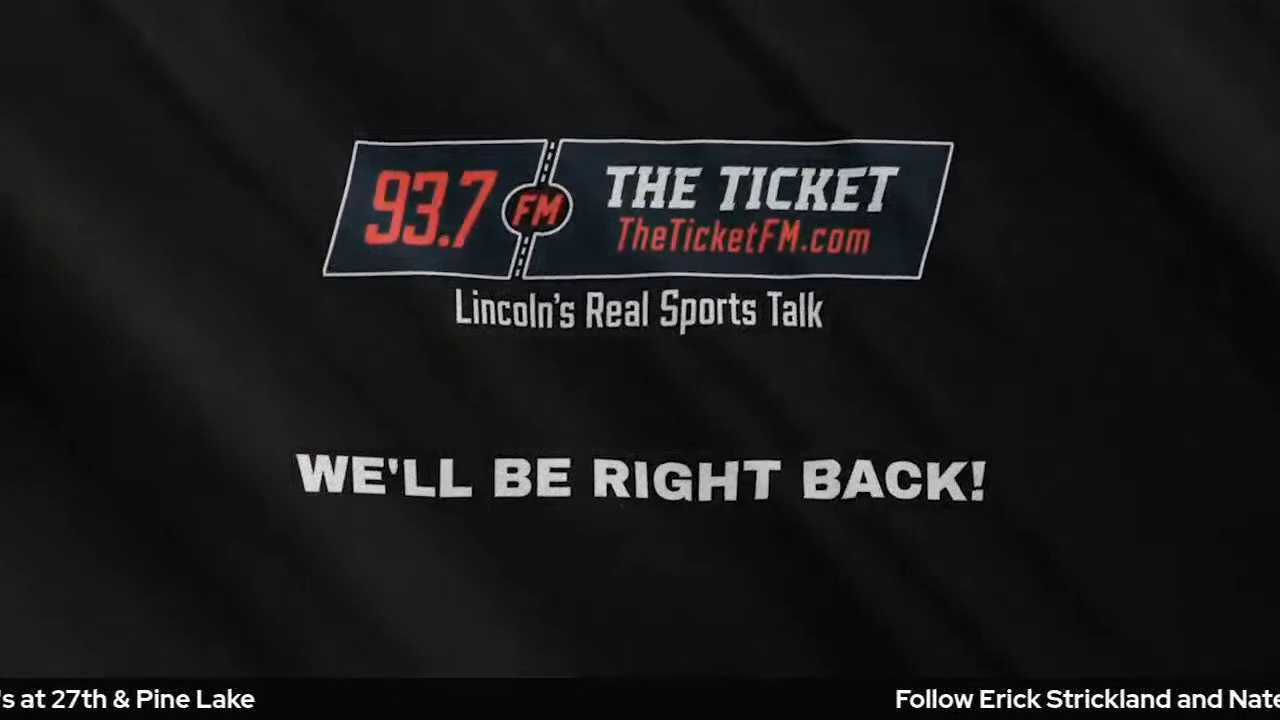 93.7 FM THE TICKET
TheTicketFM.com
Lincoln's Real Sports Talk
WE'LL BE RIGHT BACK!
's at 27th & Pine Lake
Follow Erick Strickland and Nate